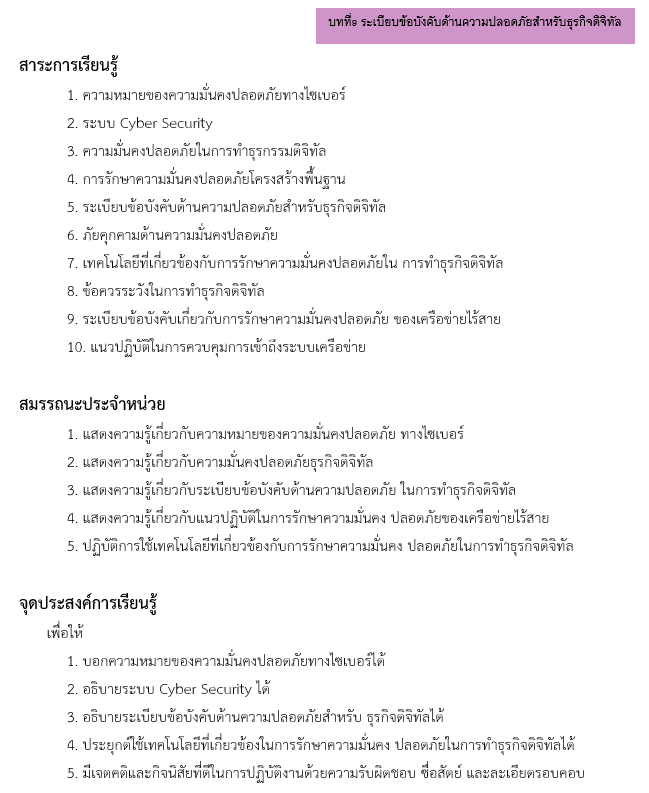 บทที่๑ ระเบียบข้อบังคับด้านความปลอดภัยสำหรับธุรกิจดิจิทัล
สาระการเรียนรู้
1. ความหมายของความมั่นคงปลอดภัยทางไซเบอร์
2. ระบบ Cyber Security
3. ความมั่นคงปลอดภัยในการทำธุรกรรมดิจิทัล
4. การรักษาความมั่นคงปลอดภัยโครงสร้างพื้นฐาน
5. ระเบียบข้อบังคับด้านความปลอดภัยสำหรับธุรกิจดิจิทัล
6. ภัยคุกคามด้านความมั่นคงปลอดภัย
7. เทคโนโลยีที่เกี่ยวข้องกับการรักษาความมั่นคงปลอดภัยใน การทำธุรกิจดิจิทัล
8. ข้อควรระวังในการทำธุรกิจดิจิทัล
9. ระเบียบข้อบังคับเกี่ยวกับการรักษาความมั่นคงปลอดภัย ของเครือข่ายไร้สาย
10. แนวปฏิบัติในการควบคุมการเข้าถึงระบบเครือข่าย
สมรรถนะประจำหน่วย
1. แสดงความรู้เกี่ยวกับความหมายของความมั่นคงปลอดภัย ทางไซเบอร์
2. แสดงความรู้เกี่ยวกับความมั่นคงปลอดภัยธุรกิจดิจิทัล
3. แสดงความรู้เกี่ยวกับระเบียบข้อบังคับด้านความปลอดภัย ในการทำธุรกิจดิจิทัล
4. แสดงความรู้เกี่ยวกับแนวปฏิบัติในการรักษาความมั่นคง ปลอดภัยของเครือข่ายไร้สาย
5. ปฏิบัติการใช้เทคโนโลยีที่เกี่ยวข้องกับการรักษาความมั่นคง ปลอดภัยในการทำธุรกิจดิจิทัล
จุดประสงค์การเรียนรู้
เพื่อให้
1. บอกความหมายของความมั่นคงปลอดภัยทางไซเบอร์ได้
2. อธิบายระบบ Cyber Security ได้
3. อธิบายระเบียบข้อบังคับด้านความปลอดภัยสำหรับ ธุรกิจดิจิทัลได้
4. ประยุกต์ใช้เทคโนโลยีที่เกี่ยวข้องในการรักษาความมั่นคง ปลอดภัยในการทำธุรกิจดิจิทัลได้
5. มีเจตคติและกิจนิสัยที่ดีในการปฏิบัติงานด้วยความรับผิดชอบ ซื่อสัตย์ และละเอียดรอบคอบ